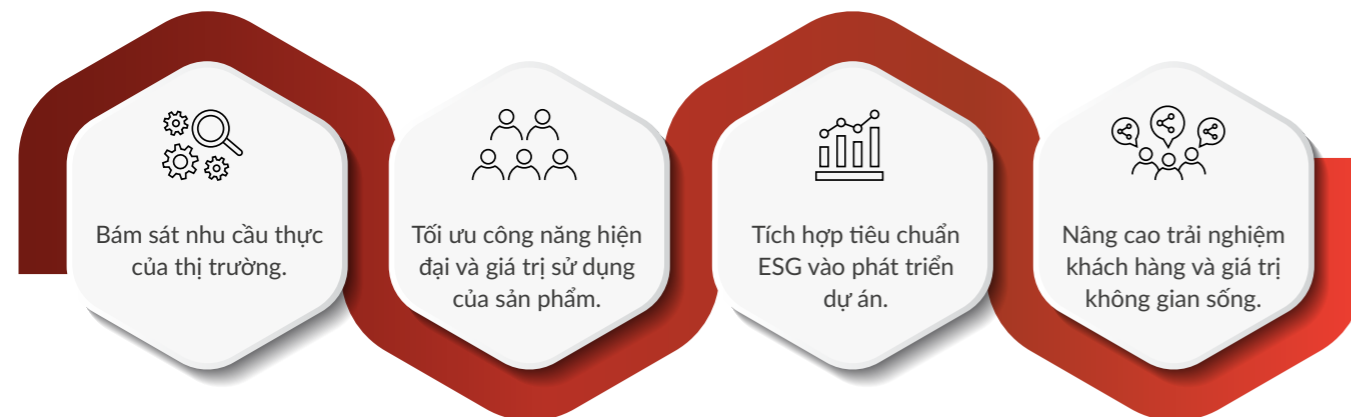 Bám sát nhu cầu thực
của thị trường.
Tối ưu công năng hiện
đại và giá trị sử dụng
của sản phẩm.
Tích hợp tiêu chuẩn
ESG vào phát triển
dự án.
Nâng cao trải nghiệm
khách hàng và giá trị
không gian sống.